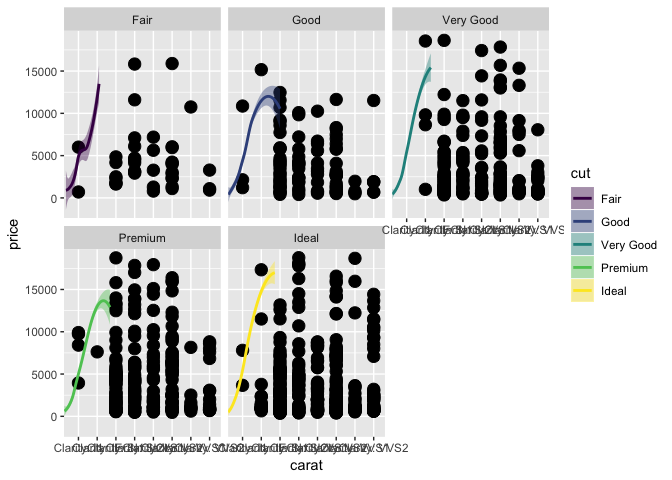 Fair
Good
Very Good
15000
10000
5000
0
price
cut
Fair
Good
Very Good
Premium
Ideal
Premium
Ideal
15000
10000
5000
0
carat